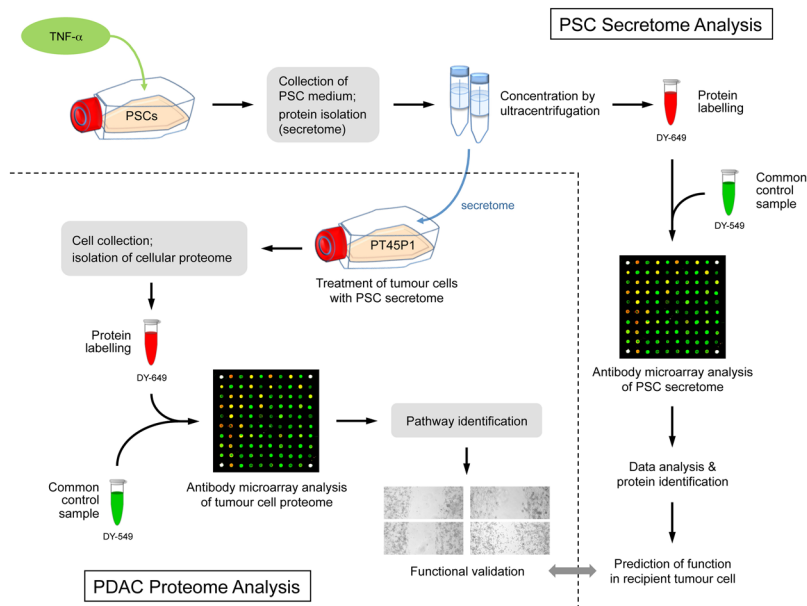 PSC Secretome Analysis
TNF-α
PSCs
Collection of
PSC medium;
protein isolation
(secretome)
Concentration by
ultracentrifugation
Protein
labelling
DY-649
Common
control
sample
DY-549
Antibody microarray analysis
of PSC secretome
Data analysis &
protein identification
Prediction of function
in recipient tumour cell
secretome
PT45P1
Treatment of tumour cells
with PSC secretome
Cell collection;
isolation of cellular proteome
Protein
labelling
DY-649
Common
control
sample
DY-549
Antibody microarray analysis
of tumour cell proteome
Pathway identification
Functional validation
PDAC Proteome Analysis